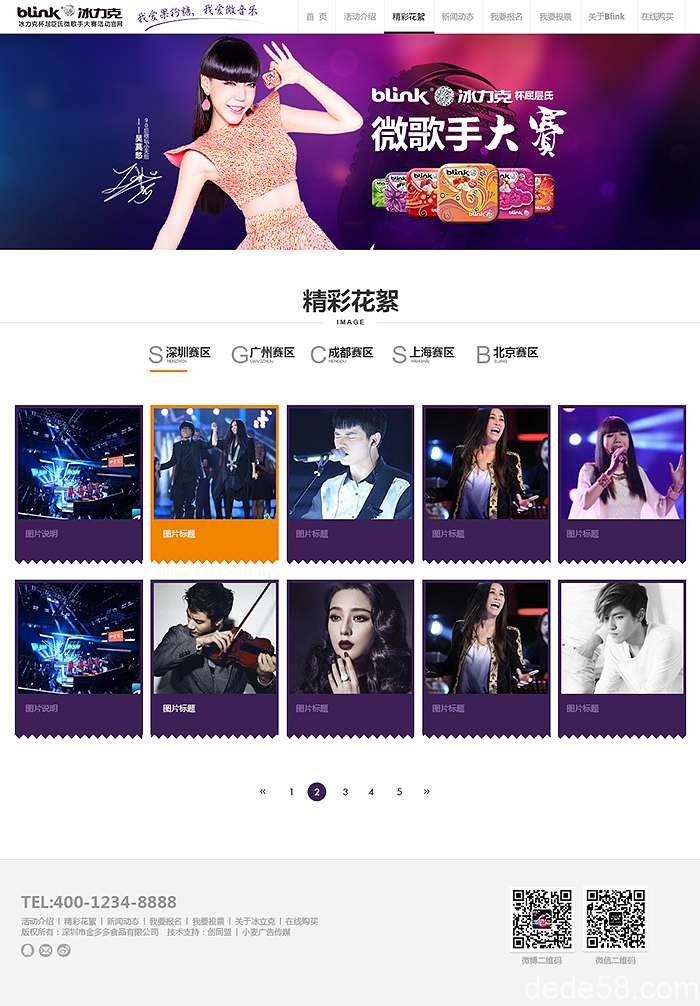 blink 冰力克
冰力克杯屈臣氏微歌手大赛活动官网
我爱果粉糖，我爱微音乐
首 页
活动介绍
精彩花絮
新闻动态
我要报名
我要投票
关于Blink
在线购买
blink 冰力克 杯屈臣氏
微歌手大赛
——吴莫愁
blink
blink
blink
blink
精彩花絮
IMAGE
S 深圳赛区
G 广州赛区
GUANGZHOU
C 成都赛区
CHENGDU
S 上海赛区
SHANGHAI
B 北京赛区
BEIJING
图片说明
图片标题
图片标题
图片标题
图片标题
图片说明
图片标题
图片标题
图片标题
图片标题
« 1 2 3 4 5 »
TEL:400-1234-8888
活动介绍 | 精彩花絮 | 新闻动态 | 我要报名 | 我要投票 | 关于冰立克 | 在线购买
版权所有：深圳市金多多食品有限公司 技术支持：创同盟 | 小麦广告传媒
微博二维码
微信二维码
dede58.com